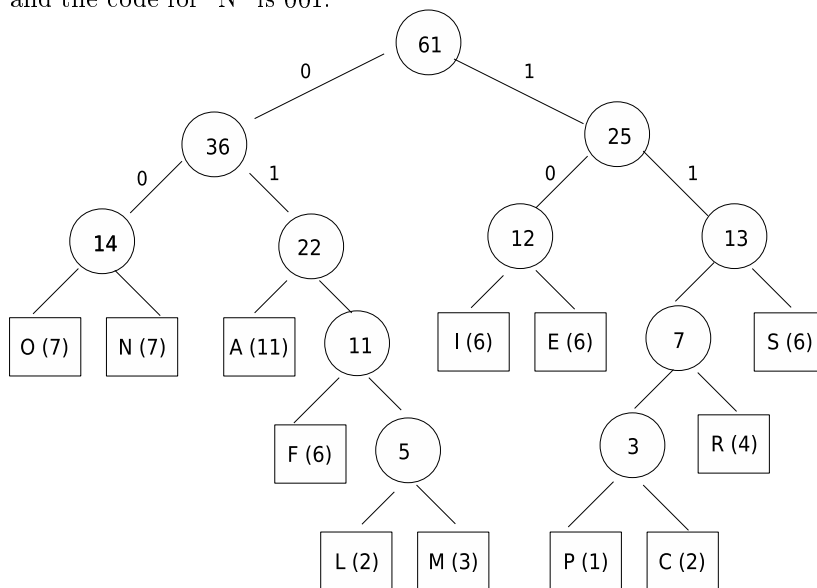 and the code for "N" is 001.
61
0 1
36 25
0 1 0 1
14 22 12 13
O (7) N (7) A (11) 11 I (6) E (6) 7 S (6)
F (6) 5 3 R (4)
L (2) M (3) P (1) C (2)